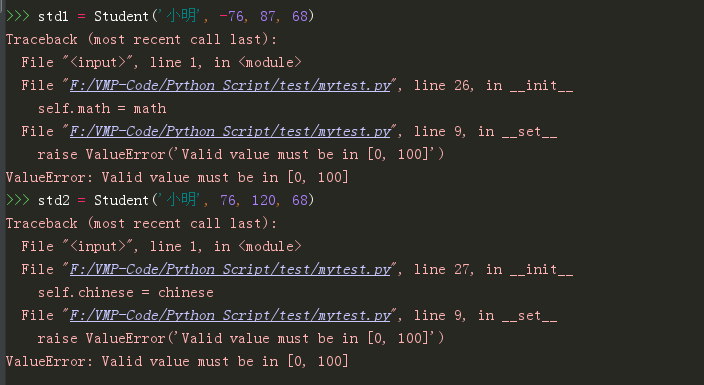 >>> std1 = Student('小明', -76, 87, 68)
Traceback (most recent call last):
  File "<input>", line 1, in <module>
  File "F:/VMP-Code/Python Script/test/mytest.py", line 26, in __init__
    self.math = math
  File "F:/VMP-Code/Python Script/test/mytest.py", line 9, in __set__
    raise ValueError('Valid value must be in [0, 100]')
ValueError: Valid value must be in [0, 100]
>>> std2 = Student('小明', 76, 120, 68)
Traceback (most recent call last):
  File "<input>", line 1, in <module>
  File "F:/VMP-Code/Python Script/test/mytest.py", line 27, in __init__
    self.chinese = chinese
  File "F:/VMP-Code/Python Script/test/mytest.py", line 9, in __set__
    raise ValueError('Valid value must be in [0, 100]')
ValueError: Valid value must be in [0, 100]